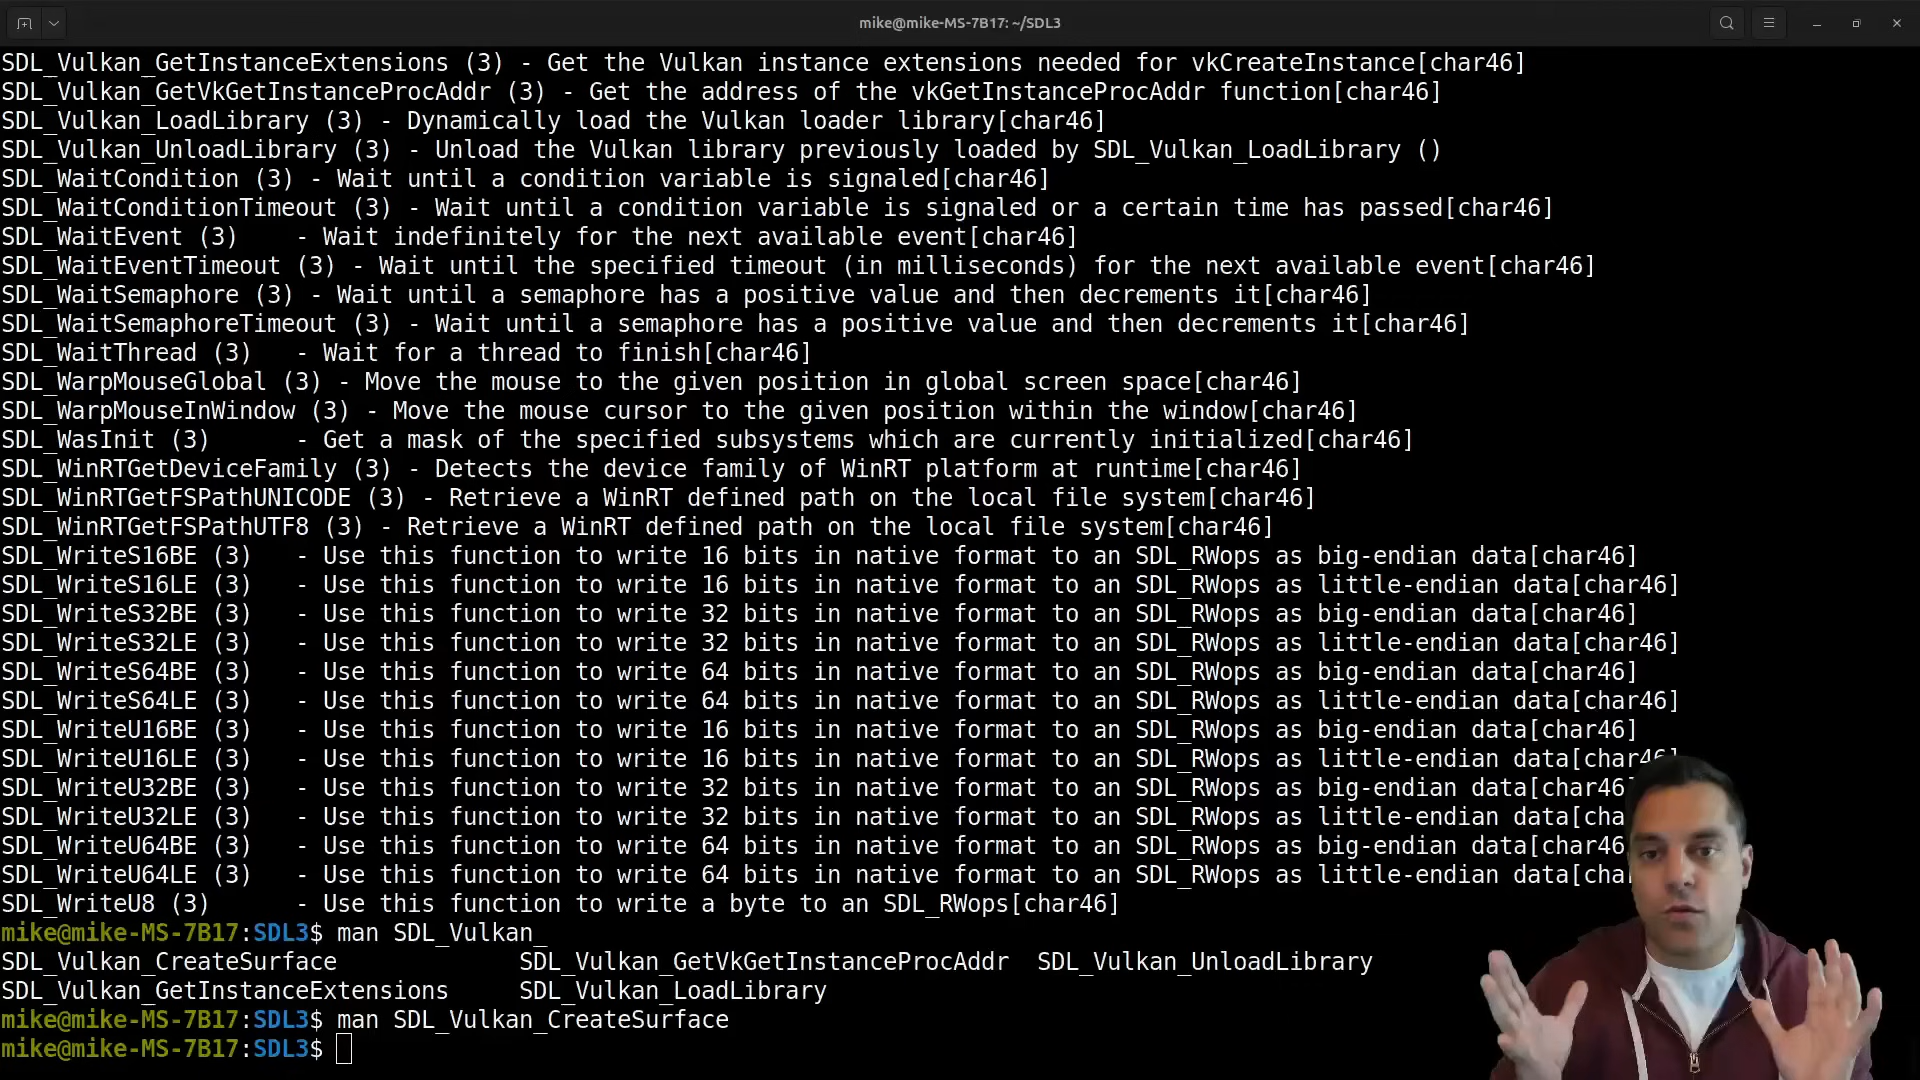 mike@mike-MS-7B17: ~/SDL3
SDL_Vulkan_GetInstanceExtensions (3) - Get the Vulkan instance extensions needed for vkCreateInstance[char46]
SDL_Vulkan_GetVkGetInstanceProcAddr (3) - Get the address of the vkGetInstanceProcAddr function[char46]
SDL_Vulkan_LoadLibrary (3) - Dynamically load the Vulkan loader library[char46]
SDL_Vulkan_UnloadLibrary (3) - Unload the Vulkan library previously loaded by SDL_Vulkan_LoadLibrary ()
SDL_WaitCondition (3) - Wait until a condition variable is signaled[char46]
SDL_WaitConditionTimeout (3) - Wait until a condition variable is signaled or a certain time has passed[char46]
SDL_WaitEvent (3)    - Wait indefinitely for the next available event[char46]
SDL_WaitEventTimeout (3) - Wait until the specified timeout (in milliseconds) for the next available event[char46]
SDL_WaitSemaphore (3) - Wait until a semaphore has a positive value and then decrements it[char46]
SDL_WaitSemaphoreTimeout (3) - Wait until a semaphore has a positive value and then decrements it[char46]
SDL_WaitThread (3)   - Wait for a thread to finish[char46]
SDL_WarpMouseGlobal (3) - Move the mouse to the given position in global screen space[char46]
SDL_WarpMouseInWindow (3) - Move the mouse cursor to the given position within the window[char46]
SDL_WasInit (3)      - Get a mask of the specified subsystems which are currently initialized[char46]
SDL_WinRTGetDeviceFamily (3) - Detects the device family of WinRT platform at runtime[char46]
SDL_WinRTGetFSPathUNICODE (3) - Retrieve a WinRT defined path on the local file system[char46]
SDL_WinRTGetFSPathUTF8 (3) - Retrieve a WinRT defined path on the local file system[char46]
SDL_WriteS16BE (3)   - Use this function to write 16 bits in native format to an SDL_RWops as big-endian data[char46]
SDL_WriteS16LE (3)   - Use this function to write 16 bits in native format to an SDL_RWops as little-endian data[char46]
SDL_WriteS32BE (3)   - Use this function to write 32 bits in native format to an SDL_RWops as big-endian data[char46]
SDL_WriteS32LE (3)   - Use this function to write 32 bits in native format to an SDL_RWops as little-endian data[char46]
SDL_WriteS64BE (3)   - Use this function to write 64 bits in native format to an SDL_RWops as big-endian data[char46]
SDL_WriteS64LE (3)   - Use this function to write 64 bits in native format to an SDL_RWops as little-endian data[char46]
SDL_WriteU16BE (3)   - Use this function to write 16 bits in native format to an SDL_RWops as big-endian data[char46]
SDL_WriteU16LE (3)   - Use this function to write 16 bits in native format to an SDL_RWops as little-endian data[char46]
SDL_WriteU32BE (3)   - Use this function to write 32 bits in native format to an SDL_RWops as big-endian data[char46
SDL_WriteU32LE (3)   - Use this function to write 32 bits in native format to an SDL_RWops as little-endian data[cha
SDL_WriteU64BE (3)   - Use this function to write 64 bits in native format to an SDL_RWops as big-endian data[char46
SDL_WriteU64LE (3)   - Use this function to write 64 bits in native format to an SDL_RWops as little-endian data[cha
SDL_WriteU8 (3)      - Use this function to write a byte to an SDL_RWops[char46]
mike@mike-MS-7B17:SDL3$ man SDL_Vulkan_
SDL_Vulkan_CreateSurface             SDL_Vulkan_GetVkGetInstanceProcAddr  SDL_Vulkan_UnloadLibrary
SDL_Vulkan_GetInstanceExtensions     SDL_Vulkan_LoadLibrary
mike@mike-MS-7B17:SDL3$ man SDL_Vulkan_CreateSurface
mike@mike-MS-7B17:SDL3$